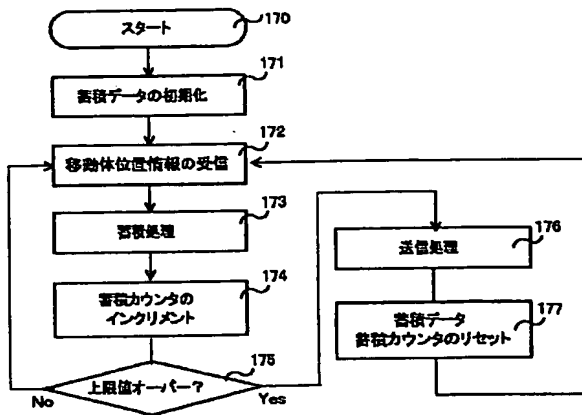 スタート
170
171
蓄積データの初期化
172
移動体位置情報の受信
173
蓄積処理
174
蓄積カウンタの
インクリメント
175
上限値オーバー?
No
Yes
176
送信処理
177
蓄積データ
蓄積カウンタのリセット